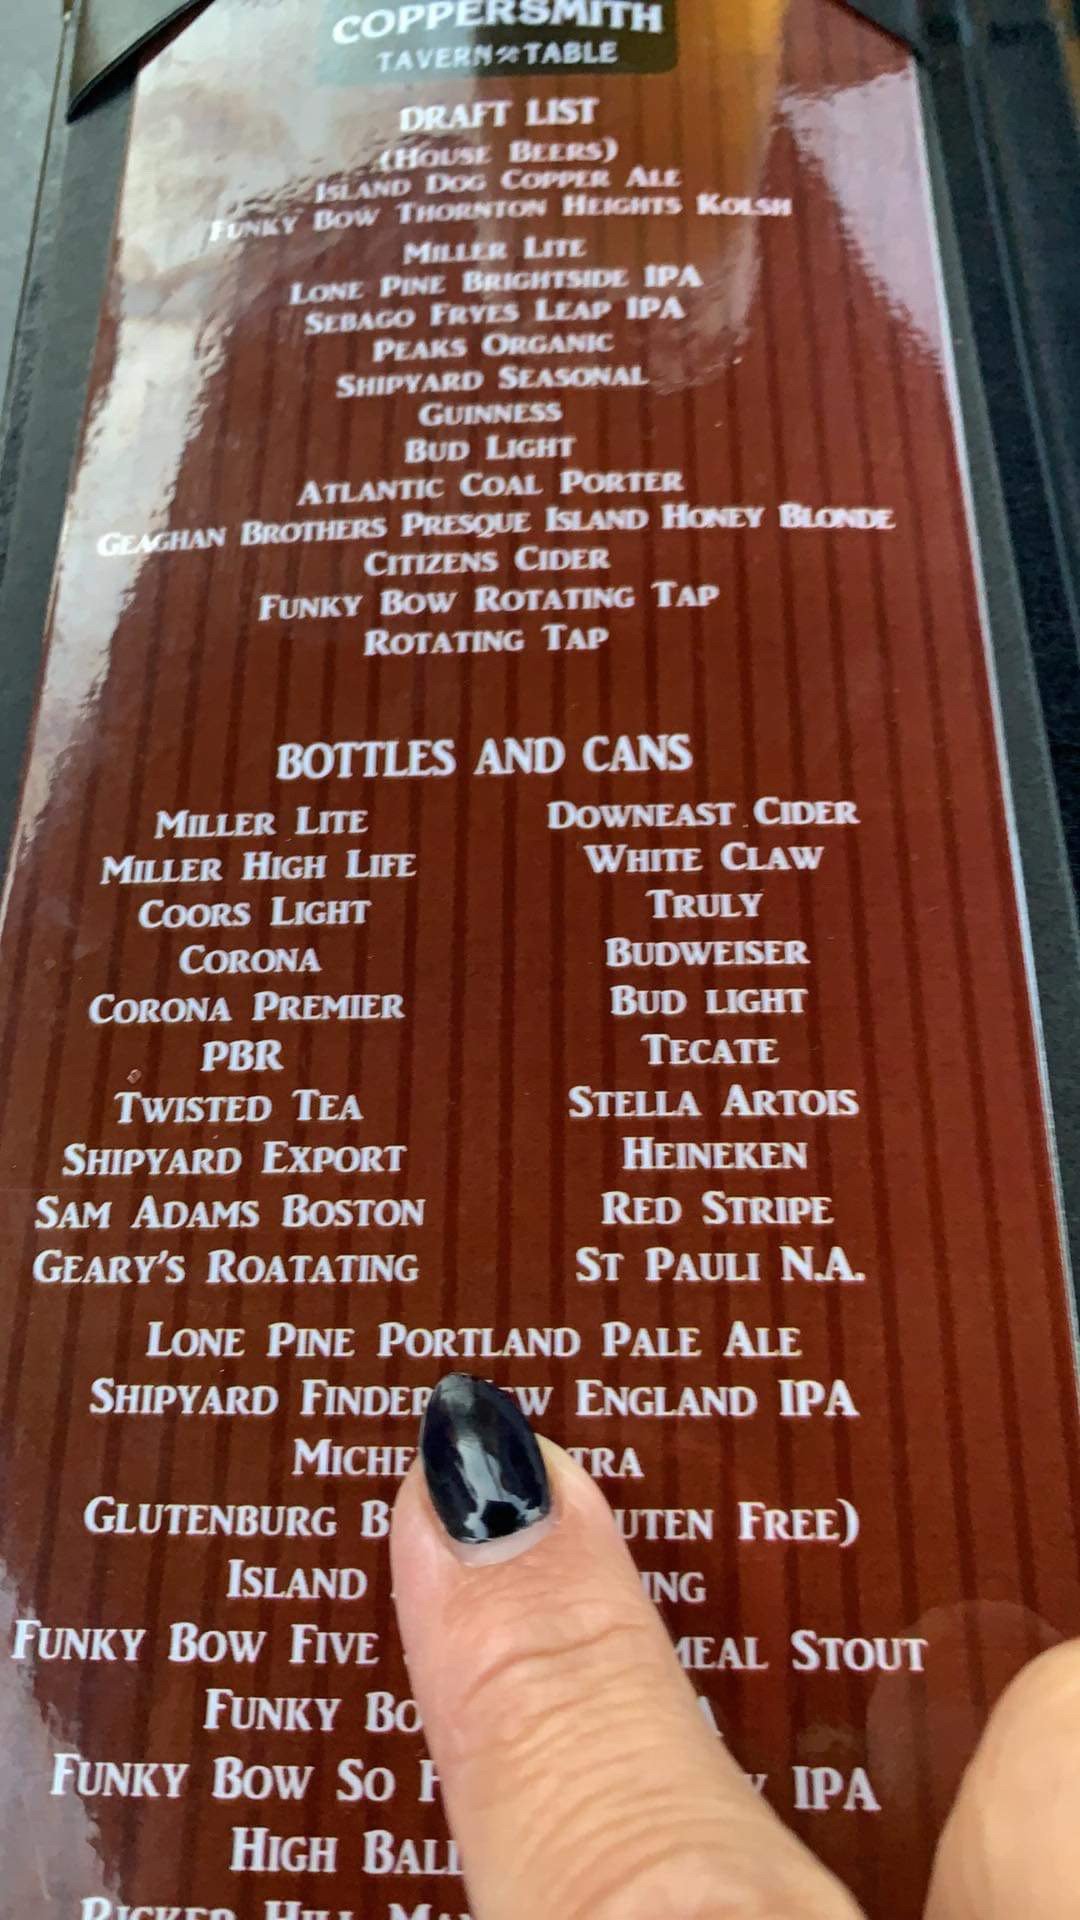 COPPERSMITH
TAVERN TABLE
DRAFT LIST
(HOUSE BEERS)
ISLAND DOG COPPER ALE
FUNKY BOW THORNTON HEIGHTS KOLSH
MILLER LITE
LONE PINE BRIGHTSIDE IPA
SEBAGO FRYES LEAP IPA
PEAKS ORGANIC
SHIPYARD SEASONAL
GUINNESS
BUD LIGHT
ATLANTIC COAL PORTER
GEAGHAN BROTHERS PRESQUE ISLAND HONEY BLONDE
CITIZENS CIDER
FUNKY BOW ROTATING TAP
ROTATING TAP
BOTTLES AND CANS
MILLER LITE
MILLER HIGH LIFE
COORS LIGHT
CORONA
CORONA PREMIER
PBR
TWISTED TEA
SHIPYARD EXPORT
SAM ADAMS BOSTON
GEARY'S ROATATING
DOWNEAST CIDER
WHITE CLAW
TRULY
BUDWEISER
BUD LIGHT
TECATE
STELLA ARTOIS
HEINEKEN
RED STRIPE
ST PAULI N.A.
LONE PINE PORTLAND PALE ALE
SHIPYARD FINDER ENGLAND IPA
GLUTENBURG FREE)
ISLAND
FUNKY BOW FIVE STOUT
FUNKY
FUNKY BOW SO IPA
HIGH
HILL